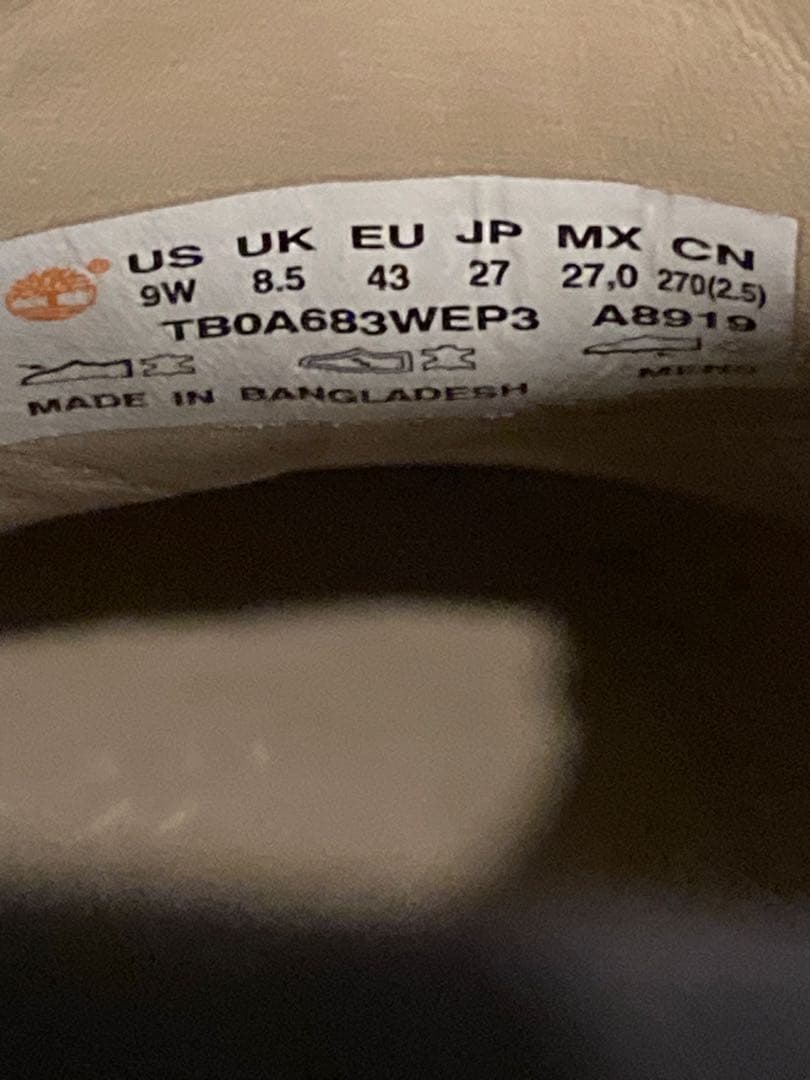 US UK EU JP MX CN
9W 8.5 43 27 27,0 270(2.5)
TB0A683WEP3 A8919
MENS
MADE IN BANGLADESH